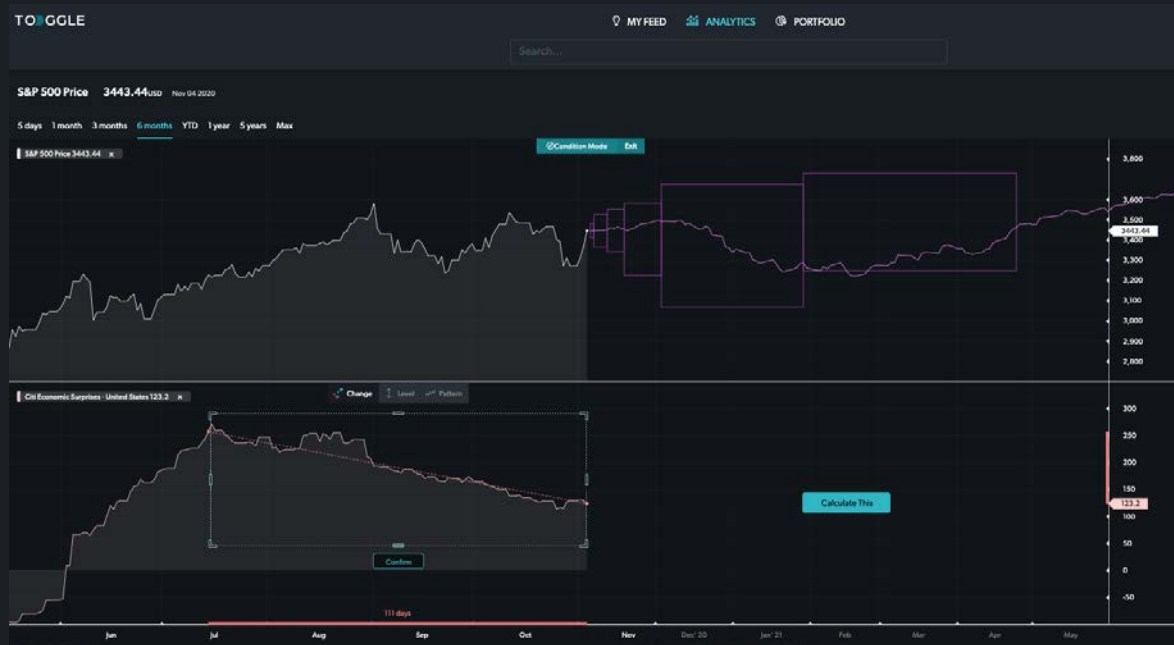 TOGGLE
MY FEED ANALYTICS PORTFOLIO
Search...
S&P 500 Price 3443.44USD Nov 04 2020
5 days 1 month 3 months 6 months YTD 1 year 5 years Max
Condition Mode Exit
S&P 500 Price 3443.44 x
3,800
3,600
3,500
3443.44
3,400
3,300
3,200
3,100
3,000
2,900
2,800
Citi Economic Surprises - United States 123.2 x
Change Level Pattern
300
250
200
150
123.2
100
50
0
-50
Calculate This
Confirm
111 days
Jun Jul Aug Sep Oct Nov Dec' 20 Jan' 21 Feb Mar Apr May